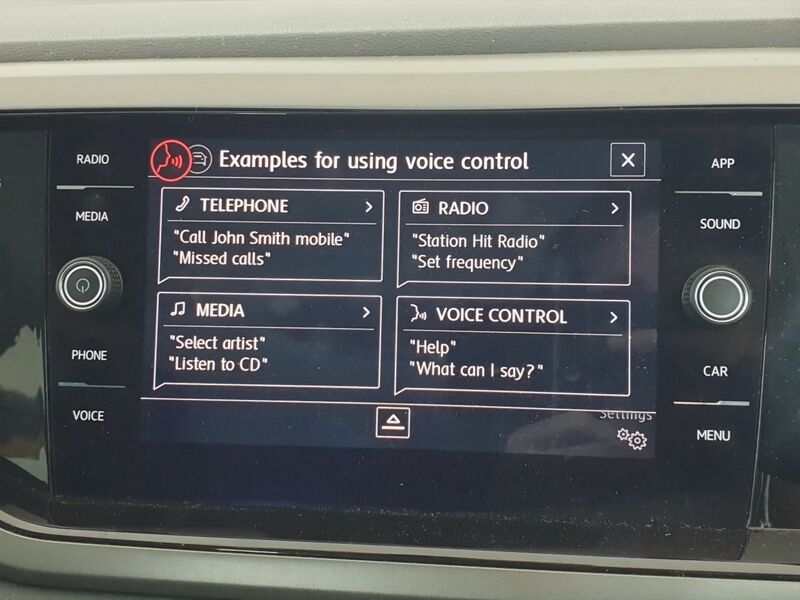 RADIO
MEDIA
PHONE
VOICE
Examples for using voice control
TELEPHONE
"Call John Smith mobile"
"Missed calls"
RADIO
"Station Hit Radio"
"Set frequency"
MEDIA
"Select artist"
"Listen to CD"
VOICE CONTROL
"Help"
"What can I say?"
Settings
APP
SOUND
CAR
MENU